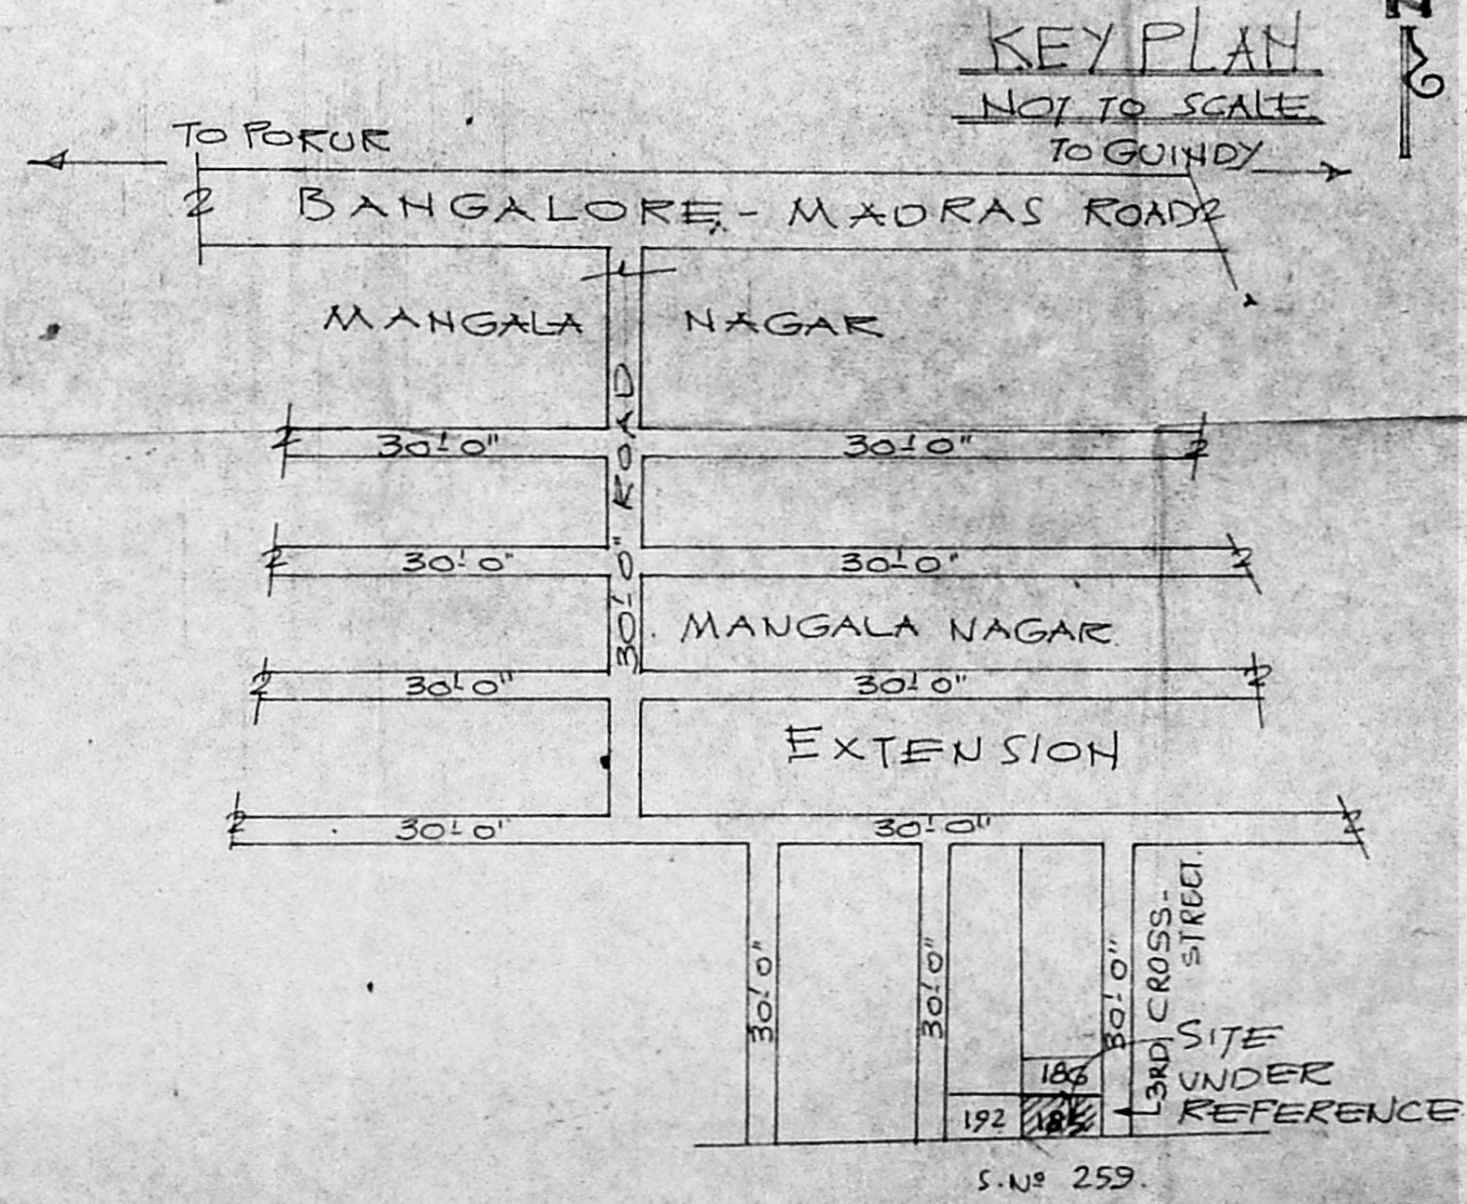 N
KEY PLAN
NOT TO SCALE
TO PORUR
TO GUINDY
BANGALORE - MADRAS ROAD
MANGALA NAGAR
30'-0" ROAD
30'-0" 30'-0"
30'-0" 30'-0"
MANGALA NAGAR
30'-0" 30'-0"
EXTENSION
30'-0" 30'-0"
30'-0"
30'-0"
30'-0"
3RD CROSS-
STREET.
SITE
UNDER
REFERENCE
186
192 185
S.Nº 259.